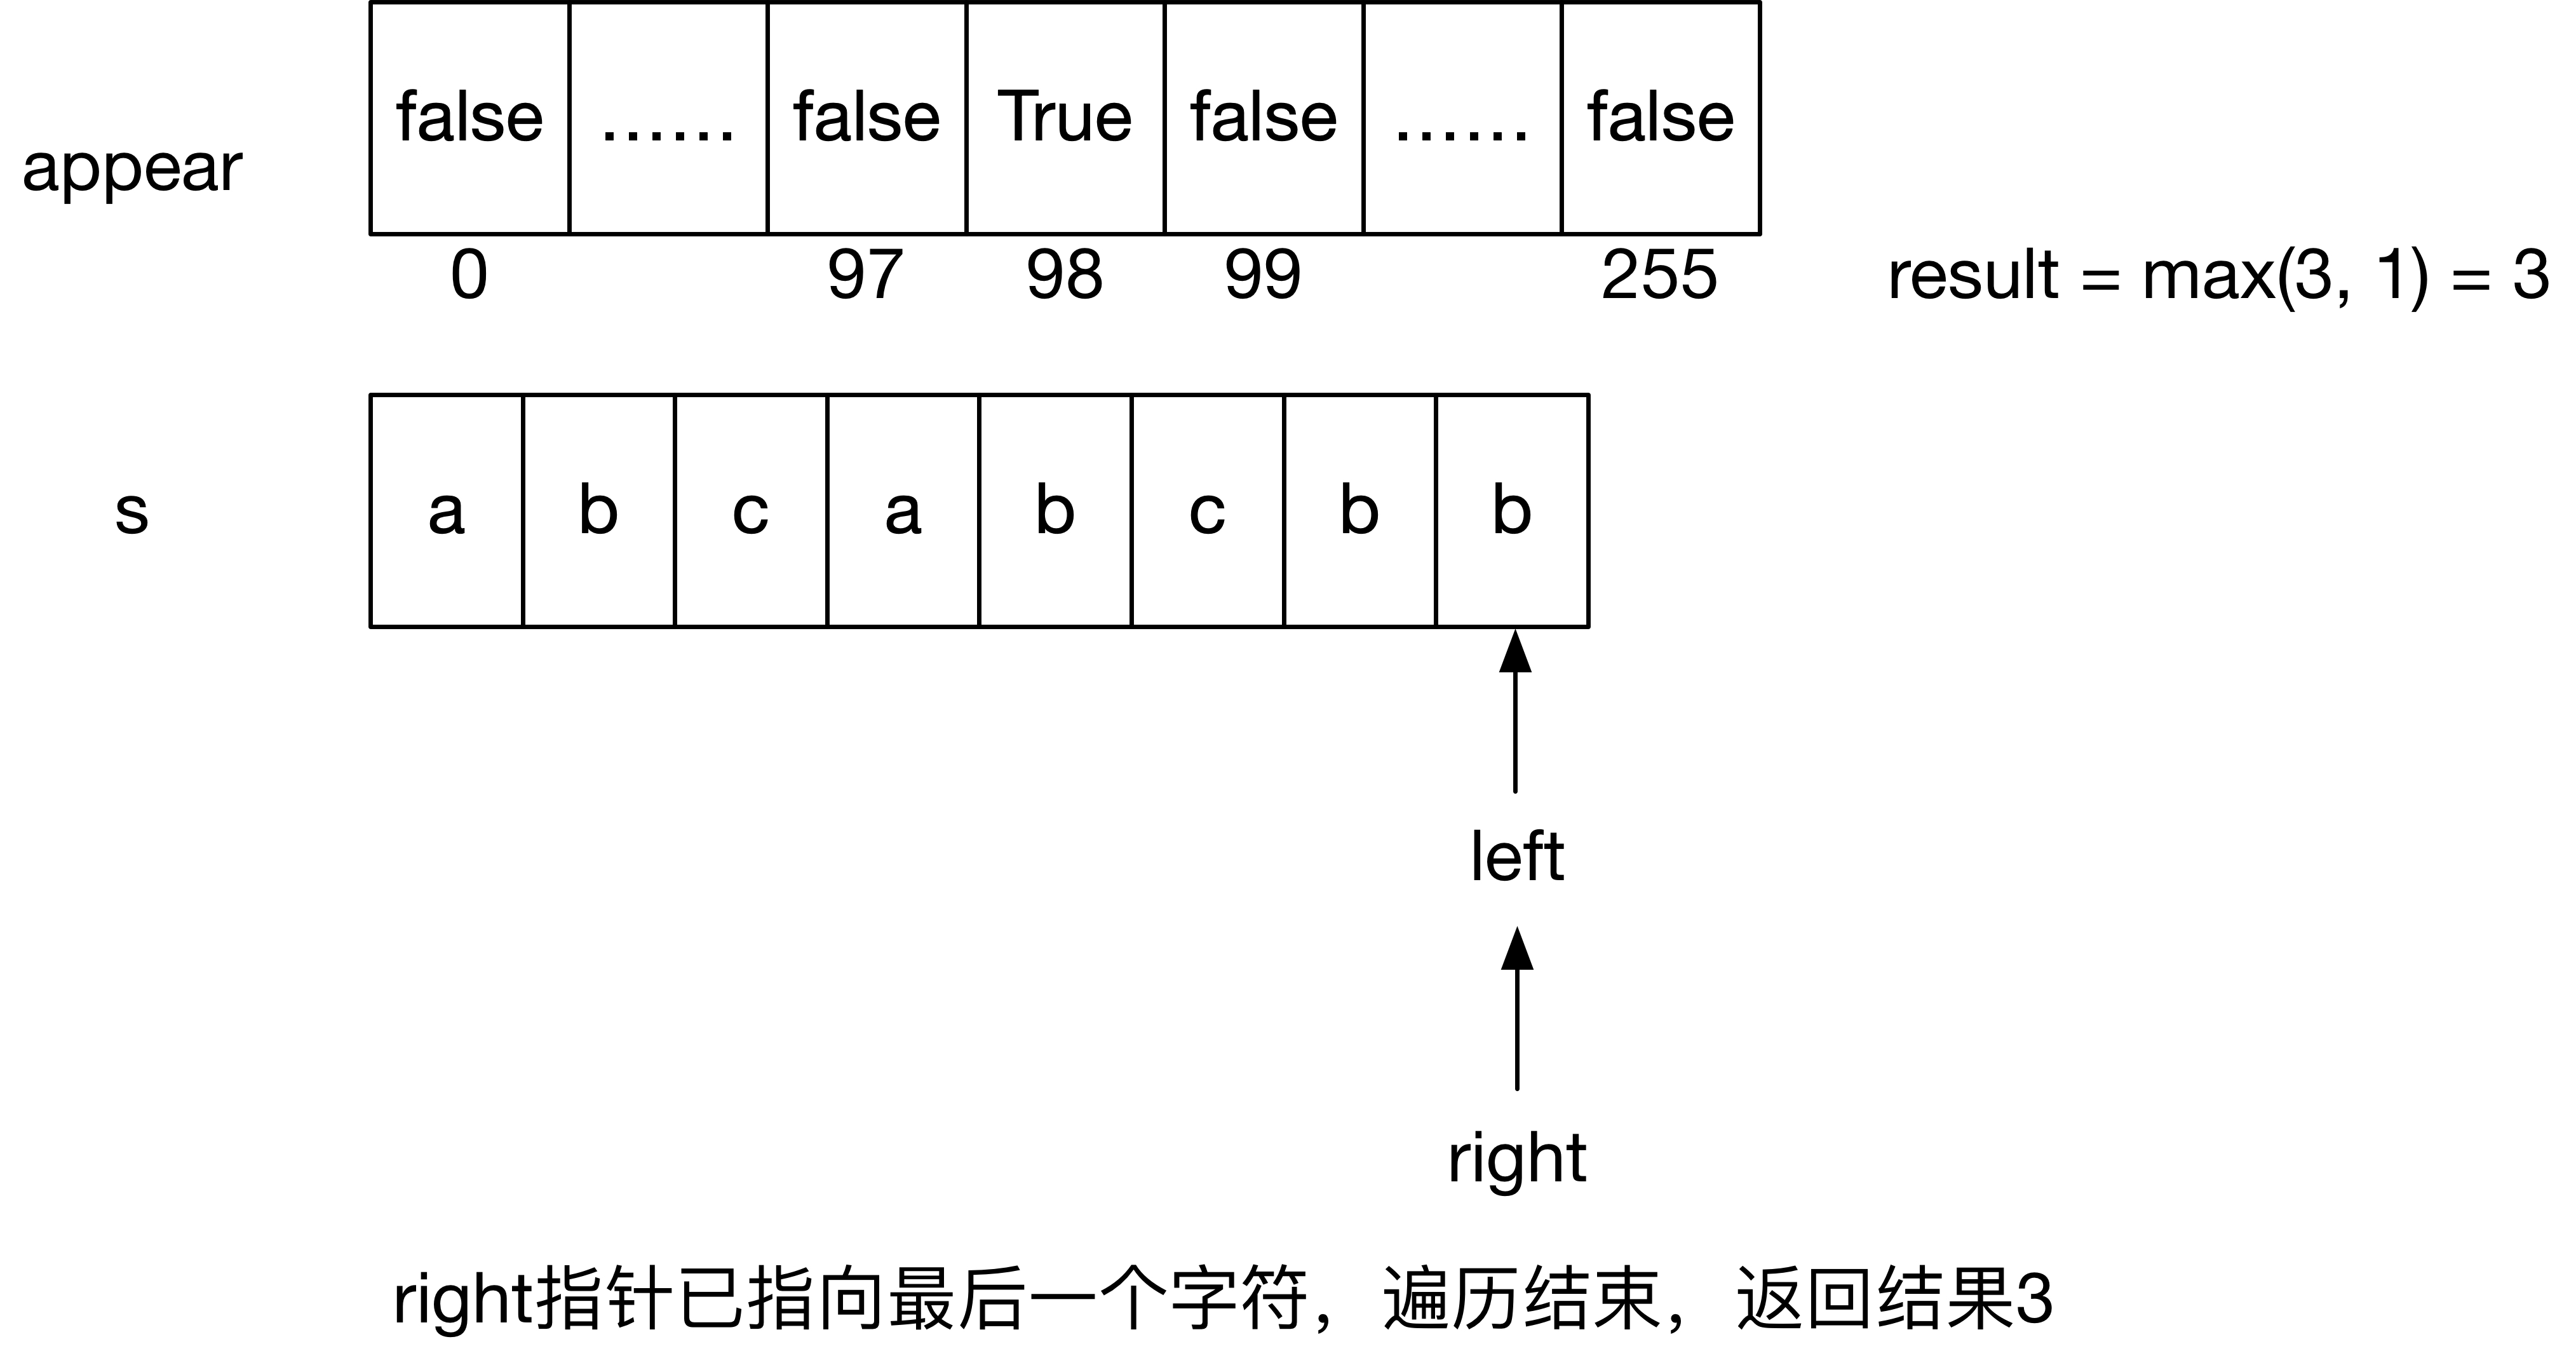 appear
false ...... false True false ...... false
0 97 98 99 255
result = max(3, 1) = 3
s
a b c a b c b b
left
right
right指针已指向最后一个字符，遍历结束，返回结果3